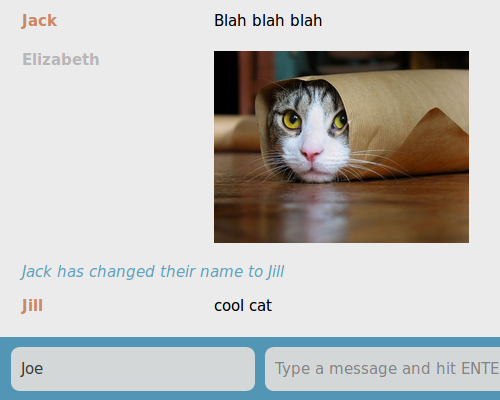 Jack Blah blah blah
Elizabeth
Jack has changed their name to Jill
Jill cool cat
Joe Type a message and hit ENTE